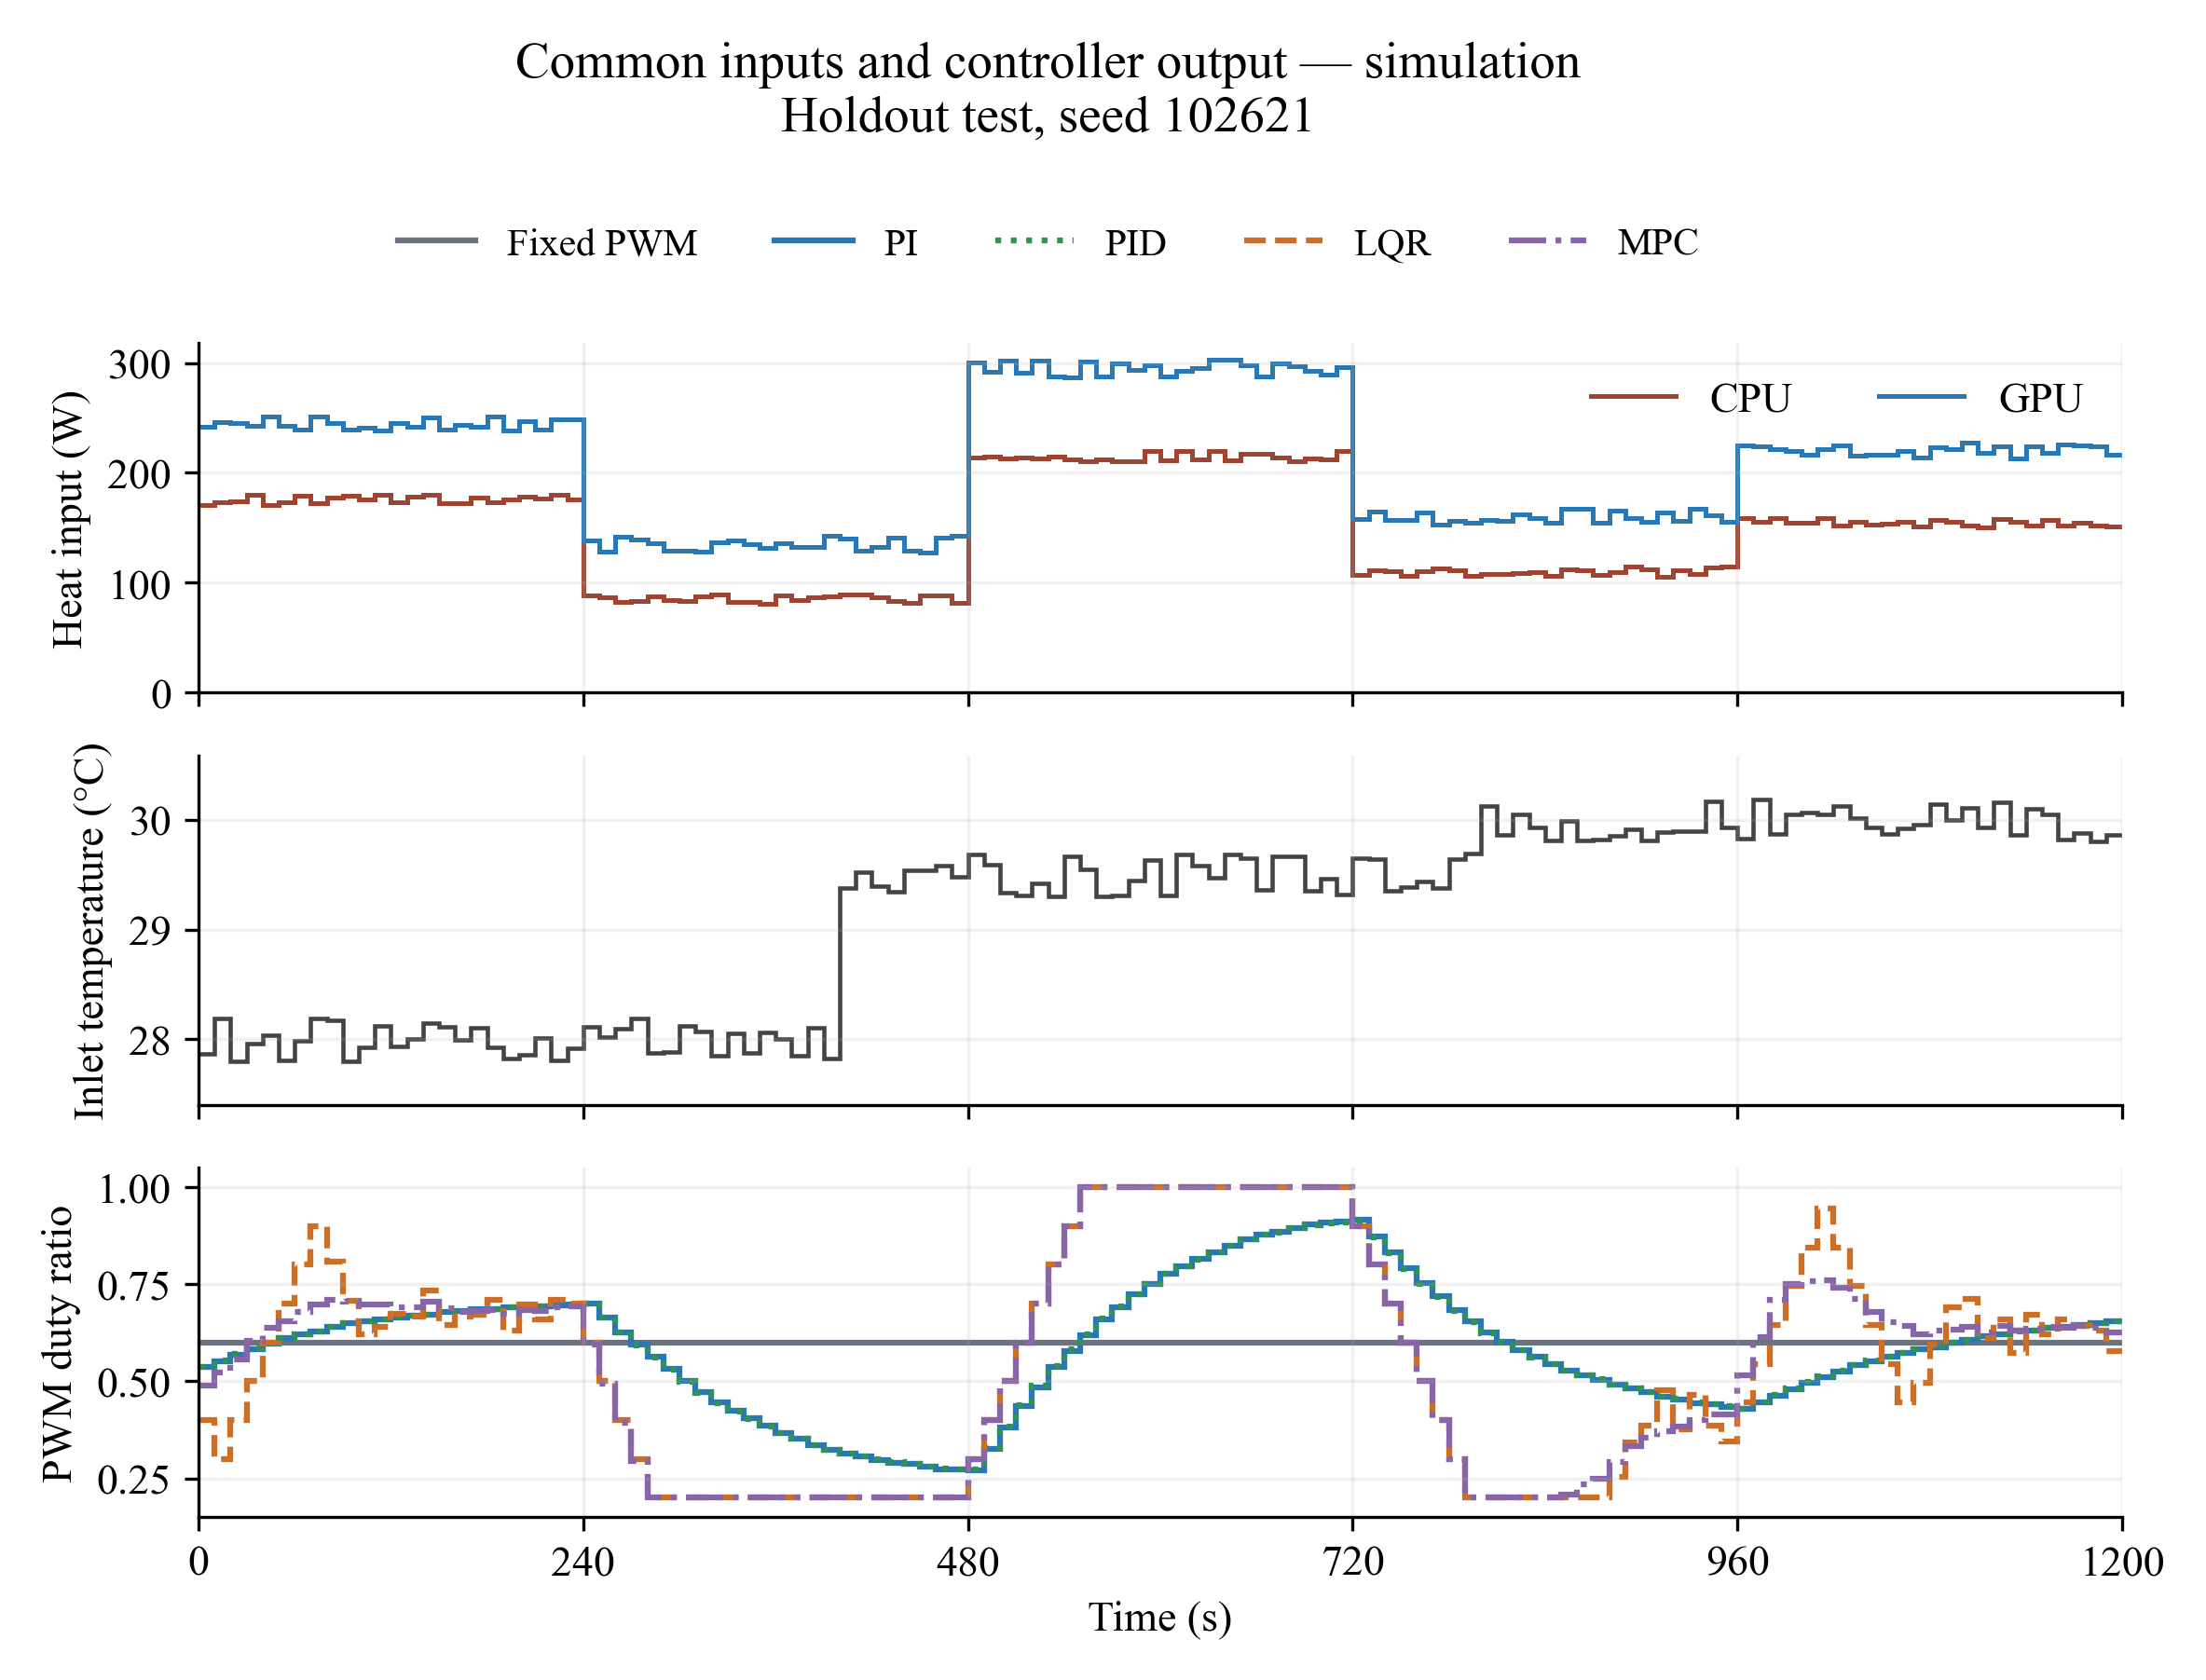 Common inputs and controller output — simulation
Holdout test, seed 102621
Fixed PWM PI PID LQR MPC
Heat input (W)
300
200
100
0
CPU GPU
Inlet temperature (°C)
30
29
28
PWM duty ratio
1.00
0.75
0.50
0.25
0 240 480 720 960 1200
Time (s)